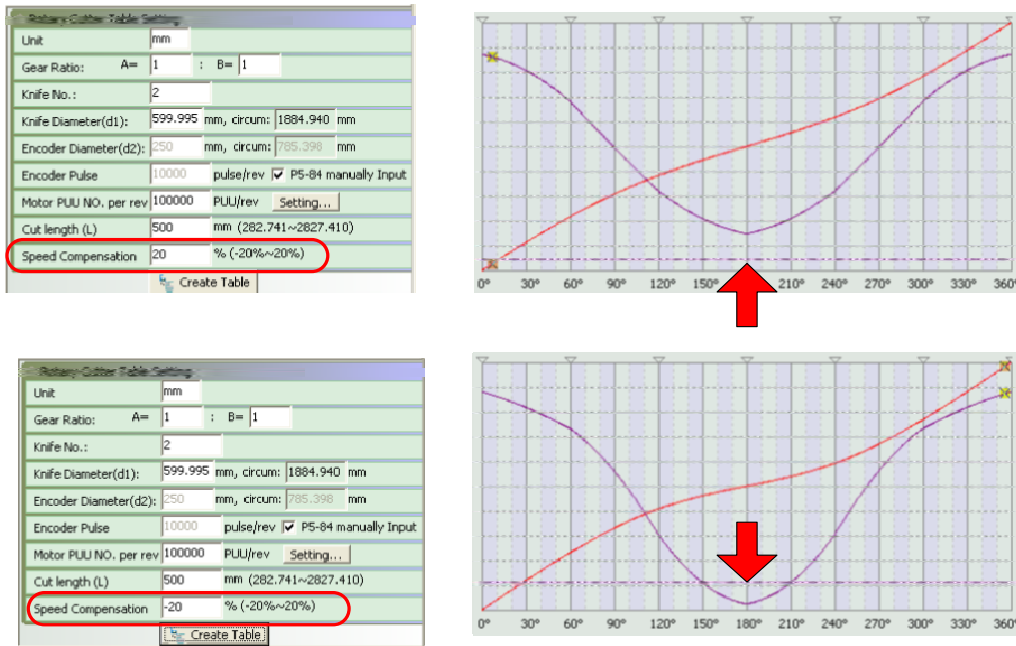 Rotary Cutter Table Setting
Unit mm
Gear Ratio: A= 1 : B= 1
Knife No.: 2
Knife Diameter(d1): 599.995 mm, circum: 1884.940 mm
Encoder Diameter(d2): 250 mm, circum: 785.398 mm
Encoder Pulse 10000 pulse/rev P5-84 manually Input
Motor PUU NO. per rev 100000 PUU/rev Setting...
Cut length (L) 500 mm (282.741~2827.410)
Speed Compensation 20 % (-20%~20%)
Create Table
0° 30° 60° 90° 120° 150° 210° 240° 270° 300° 330° 360°
Rotary Cutter Table Setting
Unit mm
Gear Ratio: A= 1 : B= 1
Knife No.: 2
Knife Diameter(d1): 599.995 mm, circum: 1884.940 mm
Encoder Diameter(d2): 250 mm, circum: 785.398 mm
Encoder Pulse 10000 pulse/rev P5-84 manually Input
Motor PUU NO. per rev 100000 PUU/rev Setting...
Cut length (L) 500 mm (282.741~2827.410)
Speed Compensation -20 % (-20%~20%)
Create Table
0° 30° 60° 90° 120° 150° 180° 210° 240° 270° 300° 330° 360°